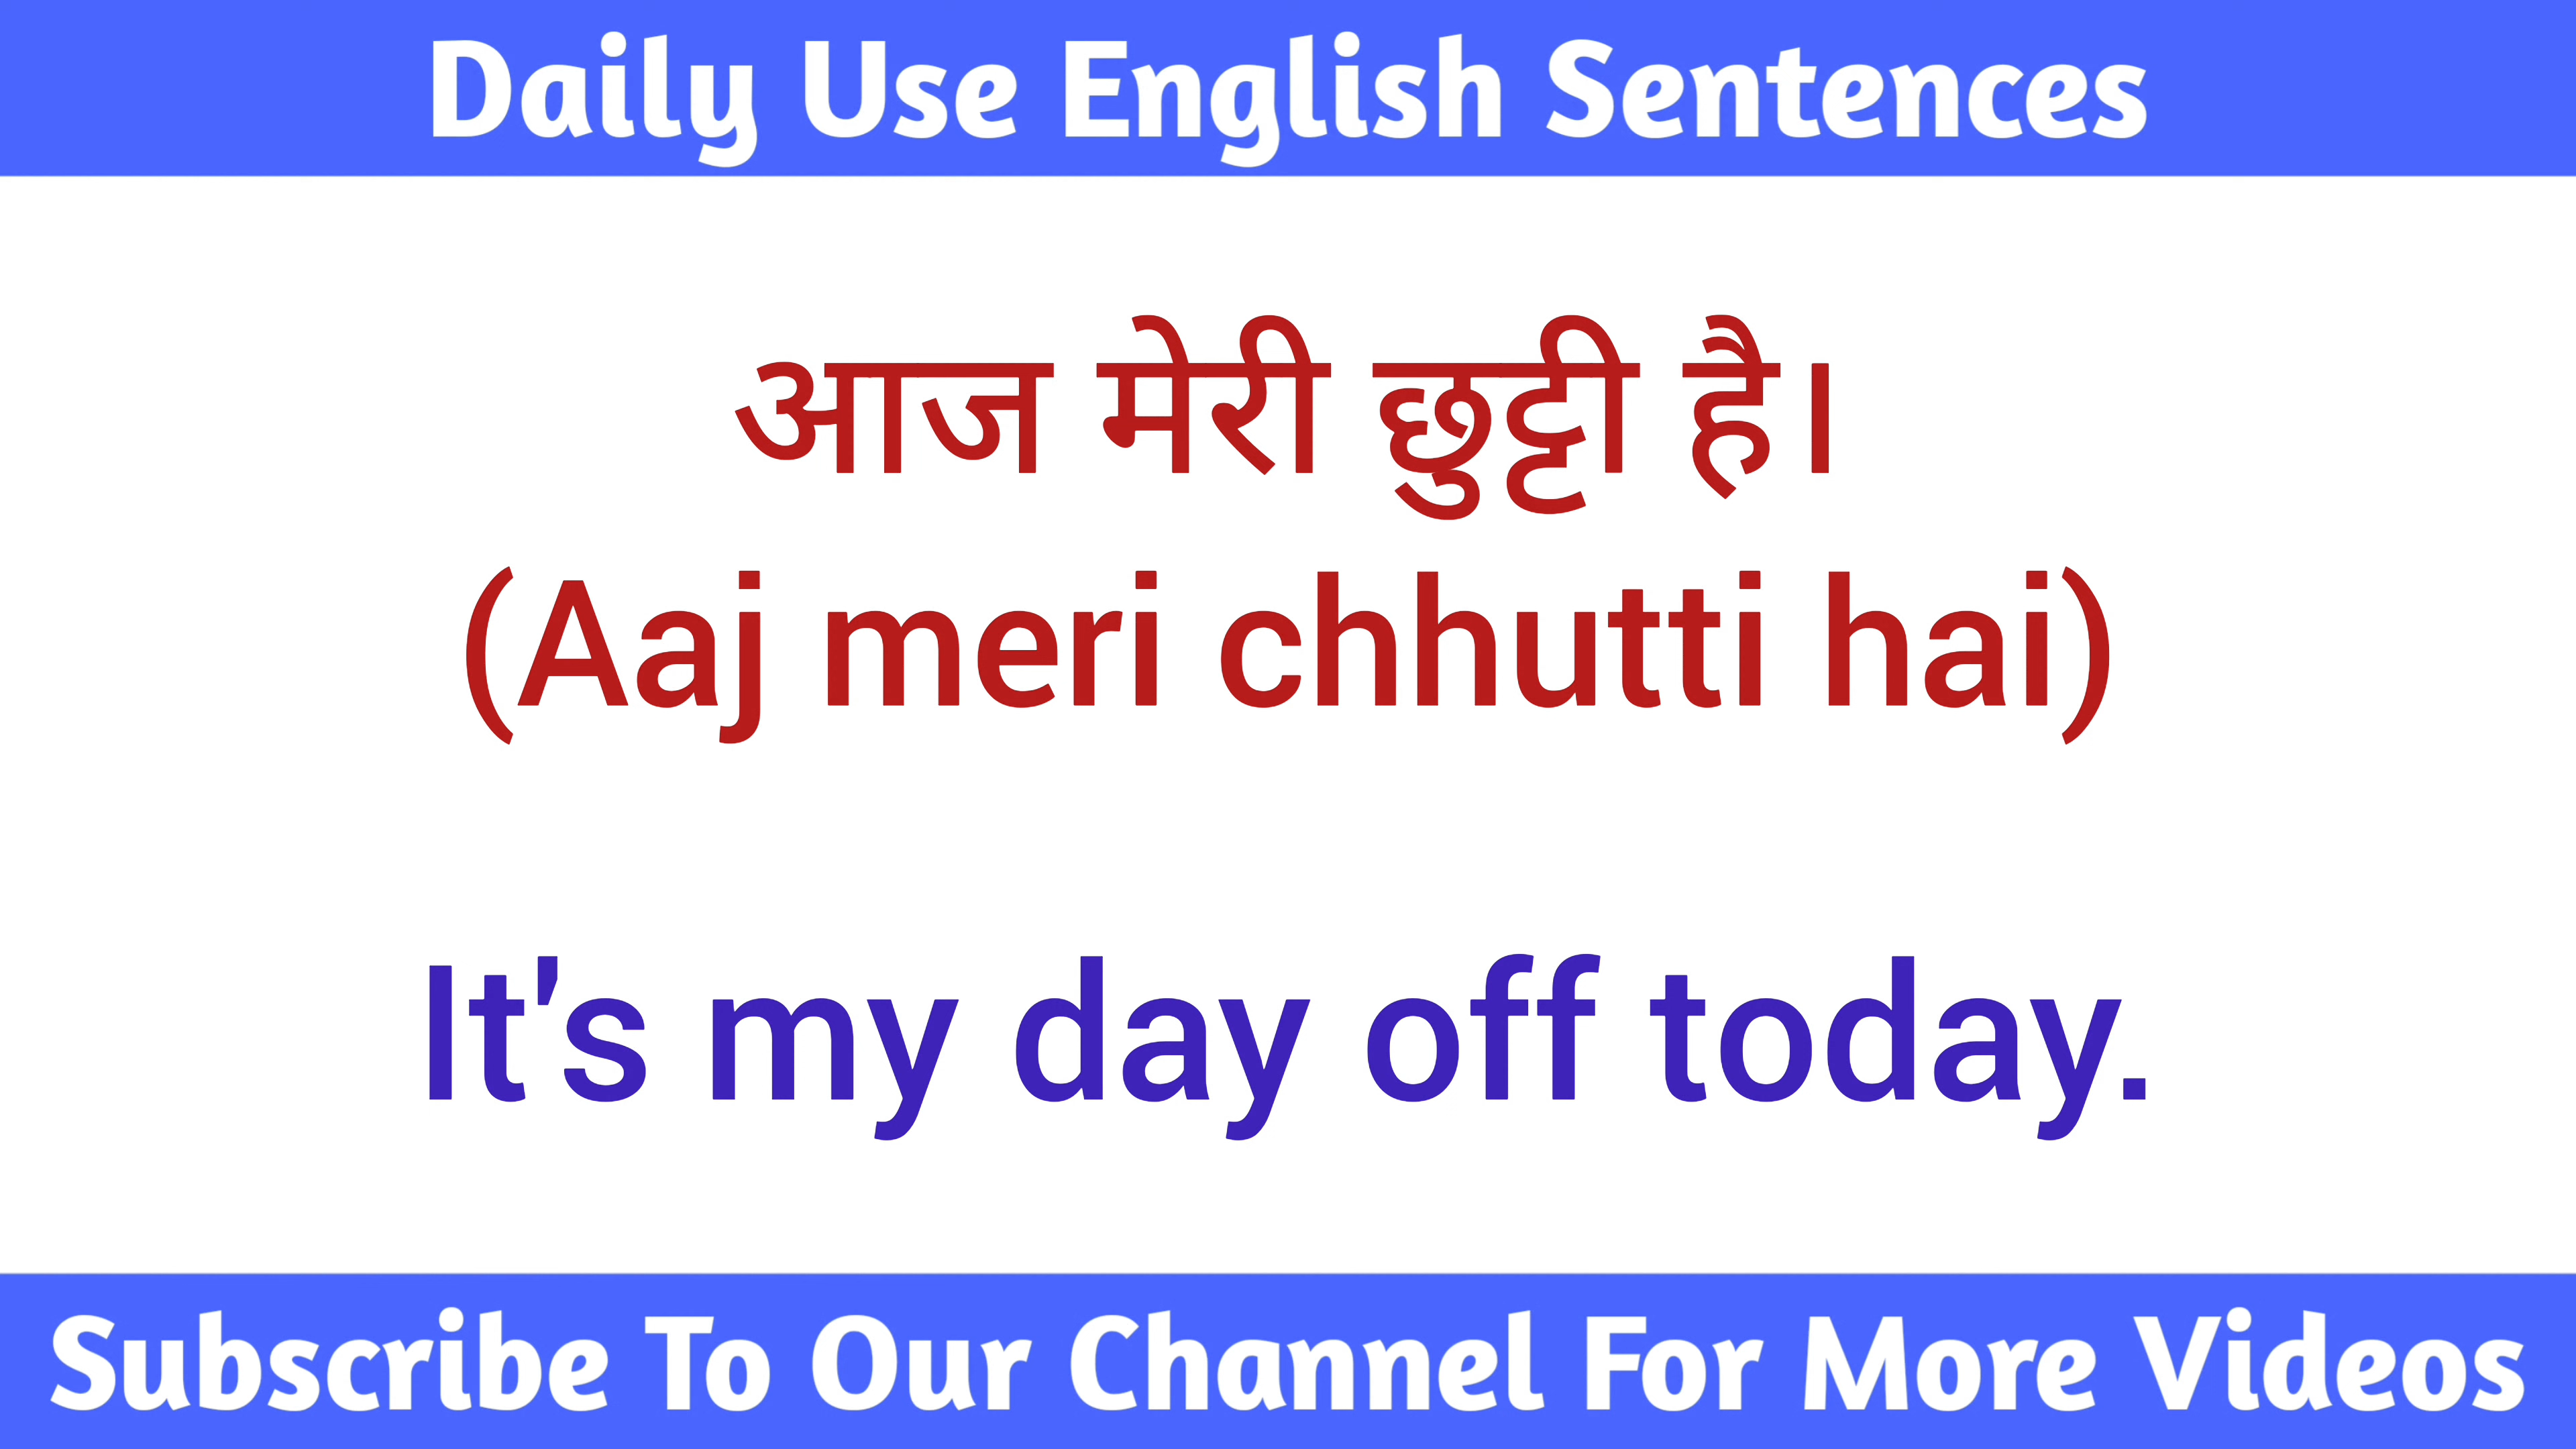 Daily Use English Sentences
आज मेरी छुट्टी है।
(Aaj meri chhutti hai)
It's my day off today.
Subscribe To Our Channel For More Videos